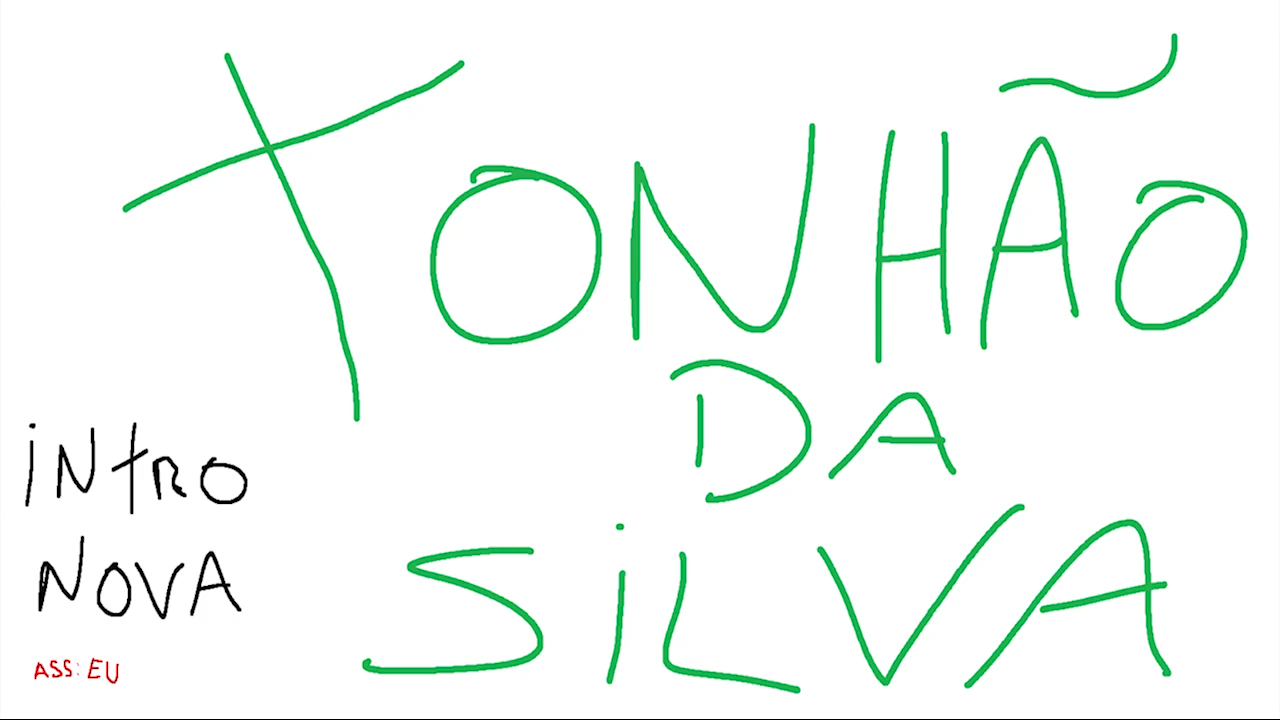 TONHÃO
DA
SiLVA
iNtRO
NOVA
ASS: EU